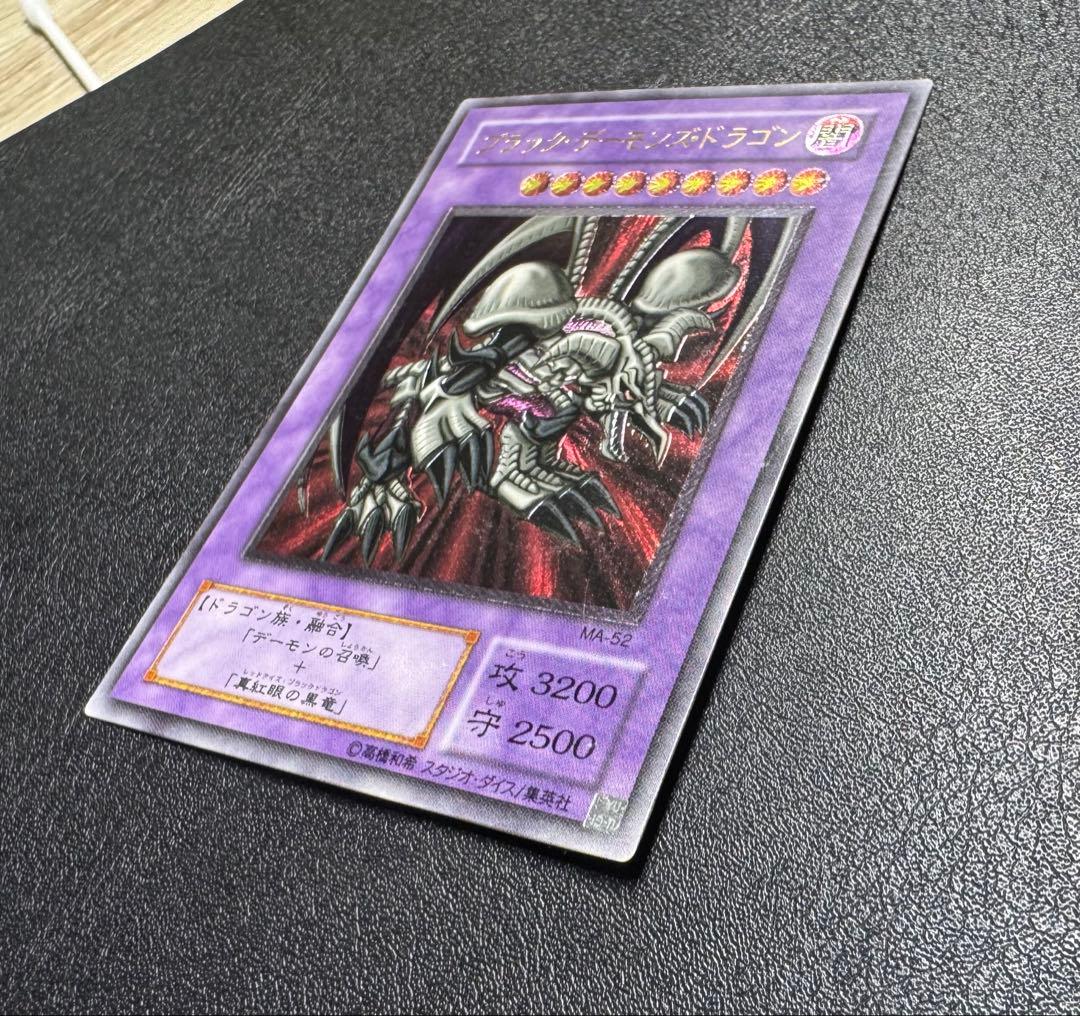 ブラック・デーモンズ・ドラゴン 闇
MA-52
【ドラゴン族・融合】
「デーモンの召喚」
+
「真紅眼の黒竜」
攻 3200
守 2500
©高橋和希 スタジオ・ダイス/集英社